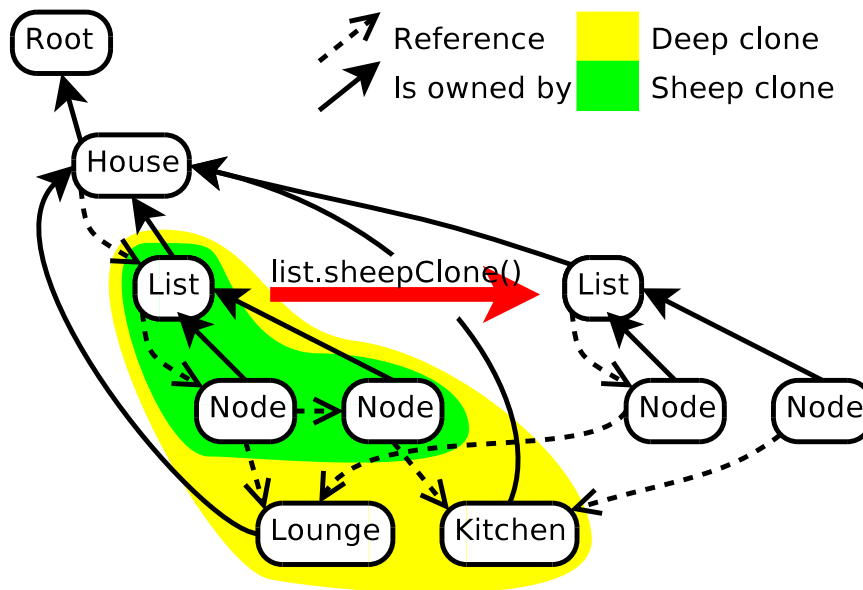 Root
Reference
Deep clone
Is owned by
Sheep clone
House
list.sheepClone()
List
List
Node
Node
Node
Node
Lounge
Kitchen